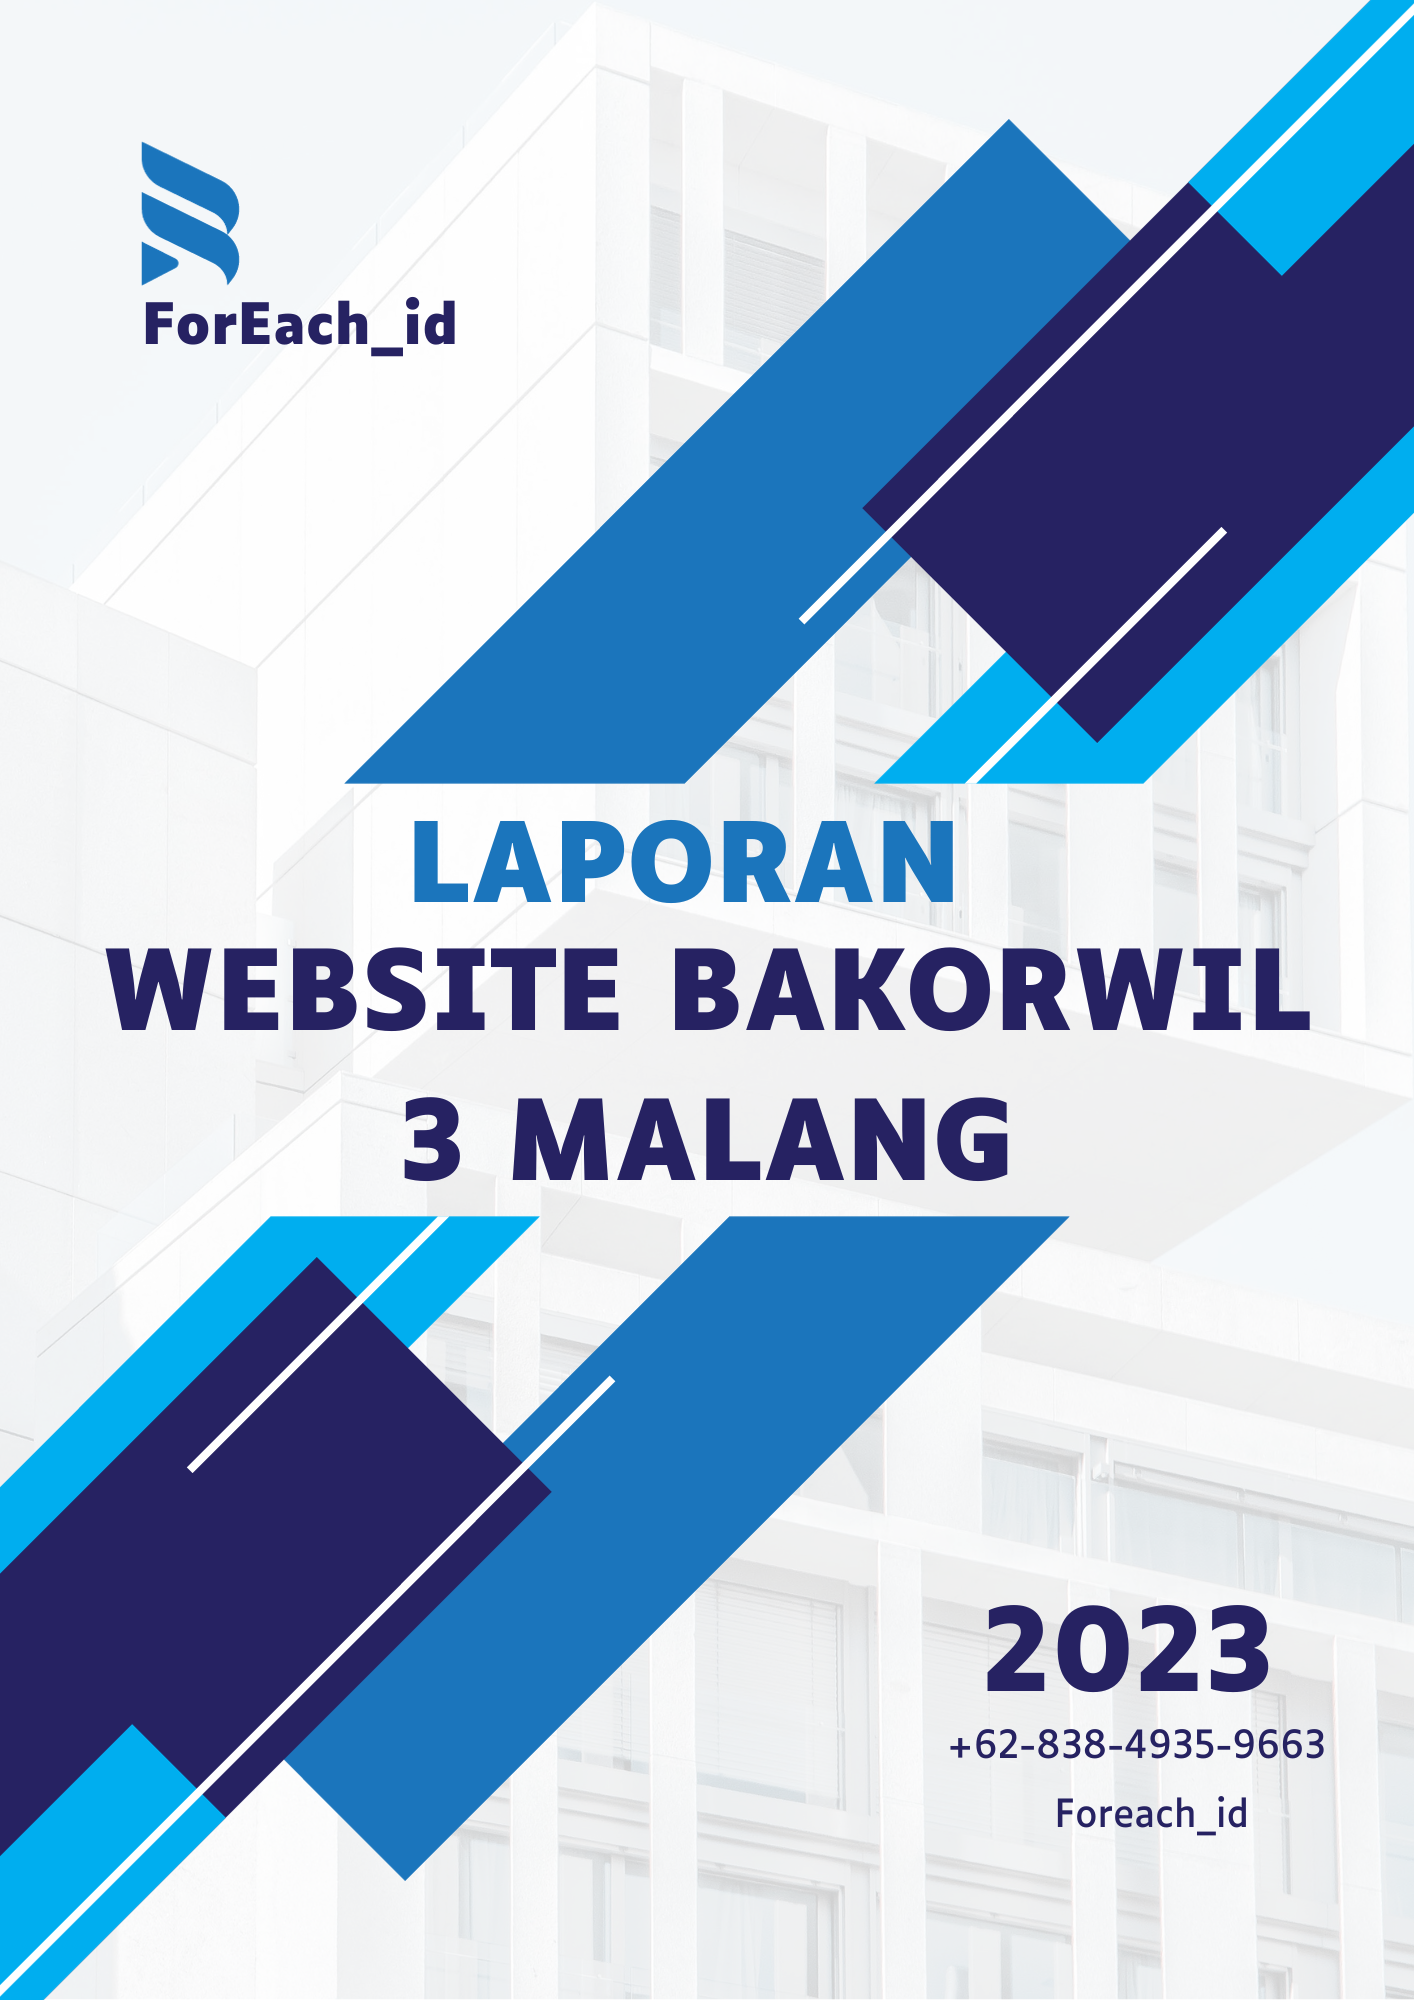 ForEach_id
LAPORAN
WEBSITE BAKORWIL
3 MALANG
2023
+62-838-4935-9663
Foreach_id